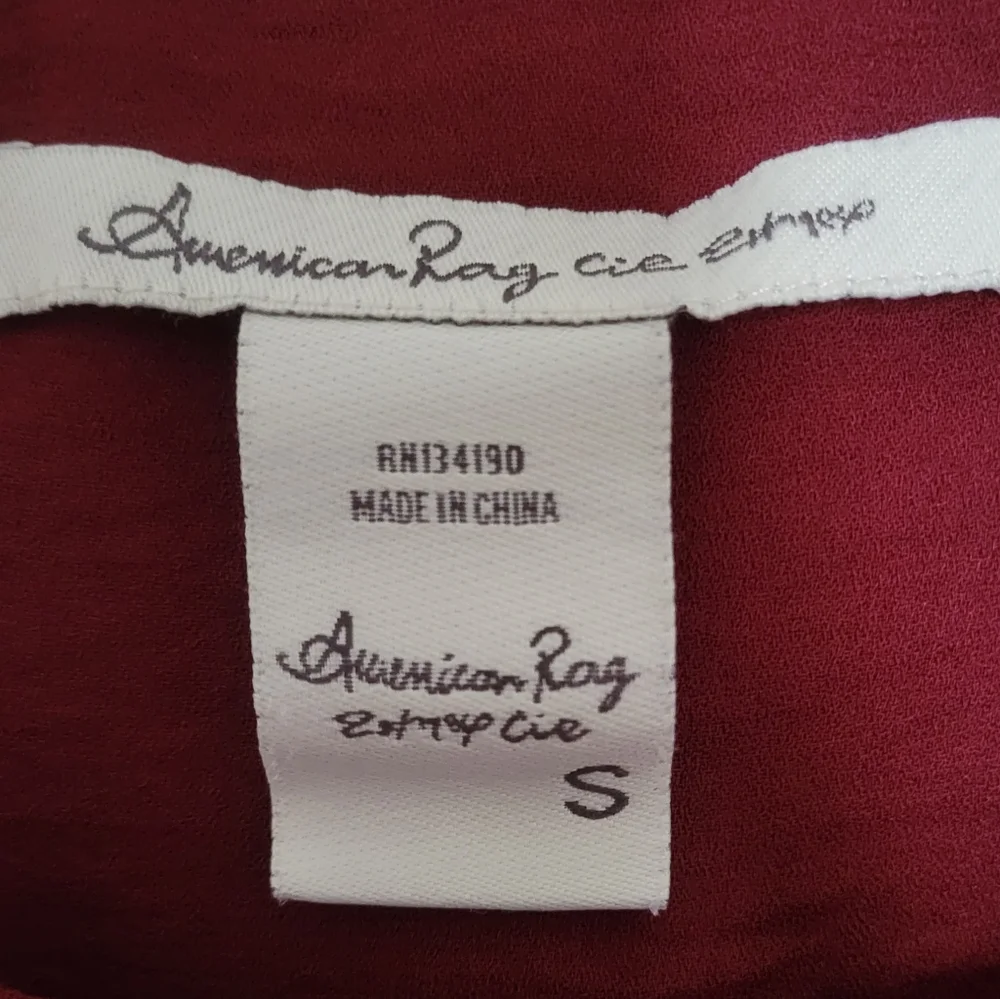 American Rag Cie Est 1984
RN134190
MADE IN CHINA
American Rag
Est 1984 Cie
S